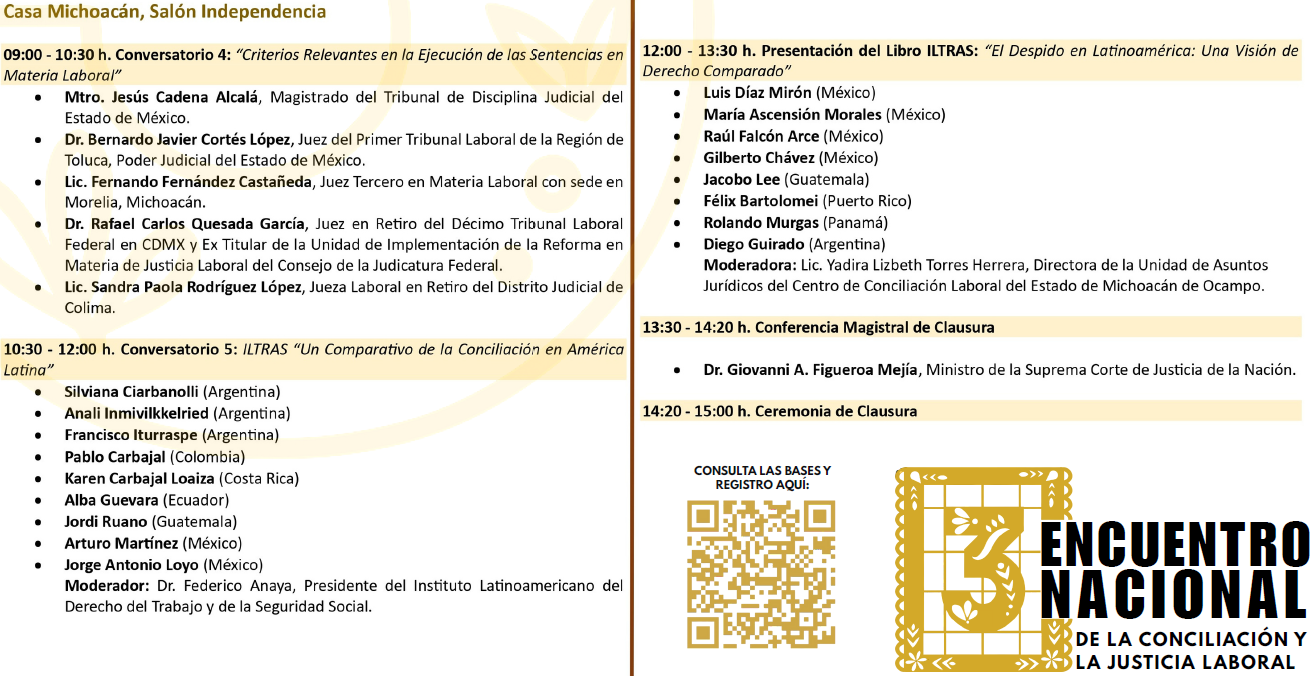 Casa Michoacán, Salón Independencia
09:00 - 10:30 h. Conversatorio 4: "Criterios Relevantes en la Ejecución de las Sentencias en
Materia Laboral"
• Mtro. Jesús Cadena Alcalá, Magistrado del Tribunal de Disciplina Judicial del
Estado de México.
• Dr. Bernardo Javier Cortés López, Juez del Primer Tribunal Laboral de la Región de
Toluca, Poder Judicial del Estado de México.
• Lic. Fernando Fernández Castañeda, Juez Tercero en Materia Laboral con sede en
Morelia, Michoacán.
• Dr. Rafael Carlos Quesada García, Juez en Retiro del Décimo Tribunal Laboral
Federal en CDMX y Ex Titular de la Unidad de Implementación de la Reforma en
Materia de Justicia Laboral del Consejo de la Judicatura Federal.
• Lic. Sandra Paola Rodríguez López, Jueza Laboral en Retiro del Distrito Judicial de
Colima.
10:30 - 12:00 h. Conversatorio 5: ILTRAS "Un Comparativo de la Conciliación en América
Latina"
• Silviana Ciarbanolli (Argentina)
• Anali Inmivilkkelried (Argentina)
• Francisco Iturraspe (Argentina)
• Pablo Carbajal (Colombia)
• Karen Carbajal Loaiza (Costa Rica)
• Alba Guevara (Ecuador)
• Jordi Ruano (Guatemala)
• Arturo Martínez (México)
• Jorge Antonio Loyo (México)
Moderador: Dr. Federico Anaya, Presidente del Instituto Latinoamericano del
Derecho del Trabajo y de la Seguridad Social.
12:00 - 13:30 h. Presentación del Libro ILTRAS: "El Despido en Latinoamérica: Una Visión de
Derecho Comparado"
• Luis Díaz Mirón (México)
• María Ascensión Morales (México)
• Raúl Falcón Arce (México)
• Gilberto Chávez (México)
• Jacobo Lee (Guatemala)
• Félix Bartolomei (Puerto Rico)
• Rolando Murgas (Panamá)
• Diego Guirado (Argentina)
Moderadora: Lic. Yadira Lizbeth Torres Herrera, Directora de la Unidad de Asuntos
Jurídicos del Centro de Conciliación Laboral del Estado de Michoacán de Ocampo.
13:30 - 14:20 h. Conferencia Magistral de Clausura
• Dr. Giovanni A. Figueroa Mejía, Ministro de la Suprema Corte de Justicia de la Nación.
14:20 - 15:00 h. Ceremonia de Clausura
CONSULTA LAS BASES Y
REGISTRO AQUÍ:
3
ENCUENTRO
NACIONAL
DE LA CONCILIACIÓN Y
LA JUSTICIA LABORAL